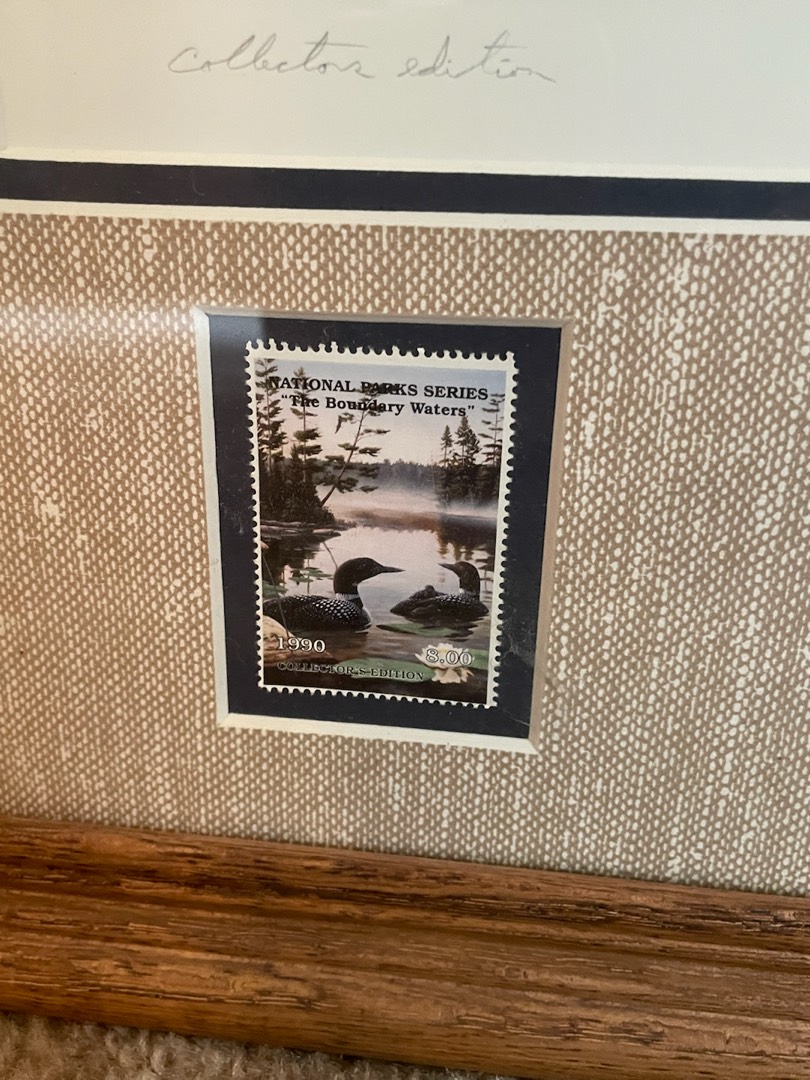 collectors edition
NATIONAL PARKS SERIES
"The Boundary Waters"
1990
8.00
COLLECTOR'S EDITION